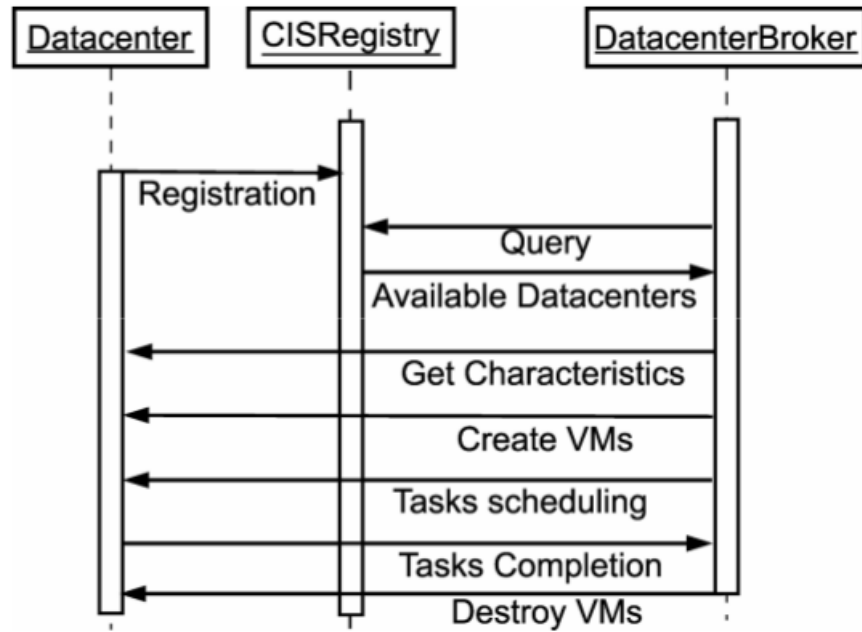 Datacenter
CISRegistry
DatacenterBroker
Registration
Query
Available Datacenters
Get Characteristics
Create VMs
Tasks scheduling
Tasks Completion
Destroy VMs